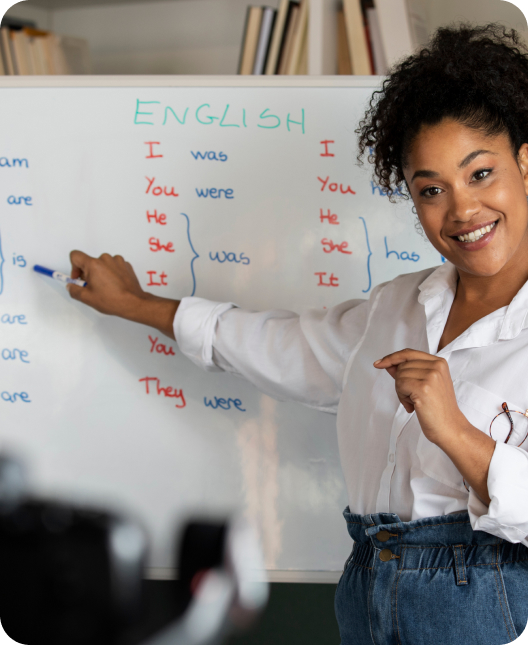 ENGLISH
am I was I
are You were You had
He He
She She
is was has
It It
are
are You
are They were